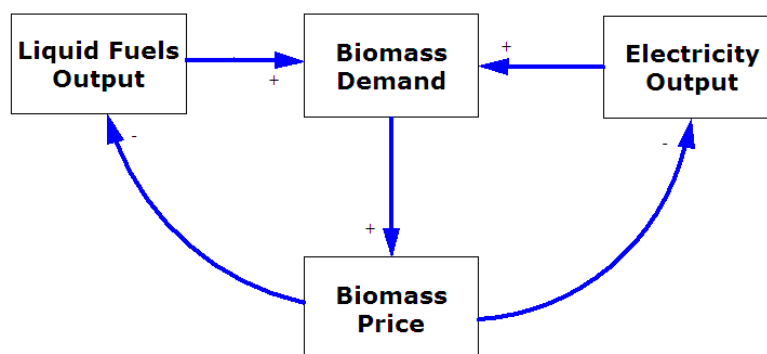 Liquid Fuels
Output
Biomass
Demand
Electricity
Output
+
+
-
-
+
Biomass
Price